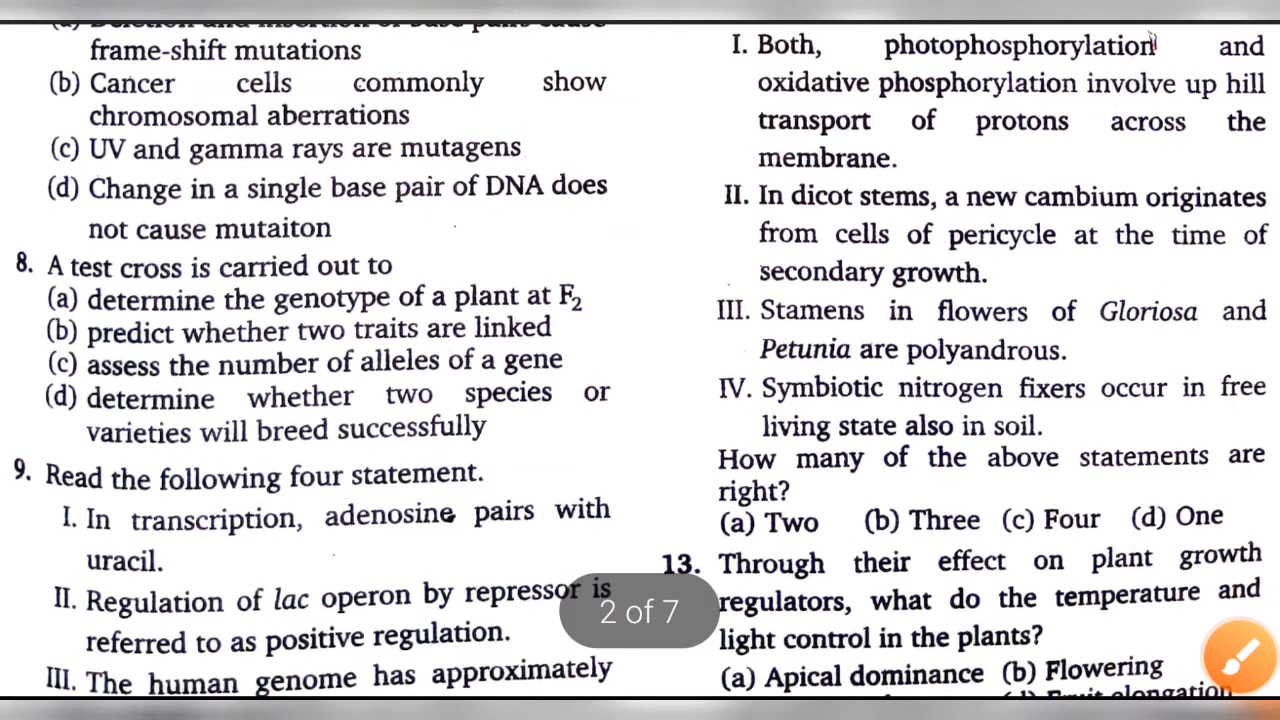 (a) Deletion and insertion of base pairs cause
frame-shift mutations
(b) Cancer cells commonly show
chromosomal aberrations
(c) UV and gamma rays are mutagens
(d) Change in a single base pair of DNA does
not cause mutaiton
8. A test cross is carried out to
(a) determine the genotype of a plant at F₂
(b) predict whether two traits are linked
(c) assess the number of alleles of a gene
(d) determine whether two species or
varieties will breed successfully
9. Read the following four statement.
I. In transcription, adenosine pairs with
uracil.
II. Regulation of lac operon by repressor is
referred to as positive regulation.
III. The human genome has approximately
I. Both, photophosphorylation and
oxidative phosphorylation involve up hill
transport of protons across the
membrane.
II. In dicot stems, a new cambium originates
from cells of pericycle at the time of
secondary growth.
III. Stamens in flowers of Gloriosa and
Petunia are polyandrous.
IV. Symbiotic nitrogen fixers occur in free
living state also in soil.
How many of the above statements are
right?
(a) Two (b) Three (c) Four (d) One
13. Through their effect on plant growth
regulators, what do the temperature and
light control in the plants?
(a) Apical dominance (b) Flowering
(d) Fruit elongation
2 of 7